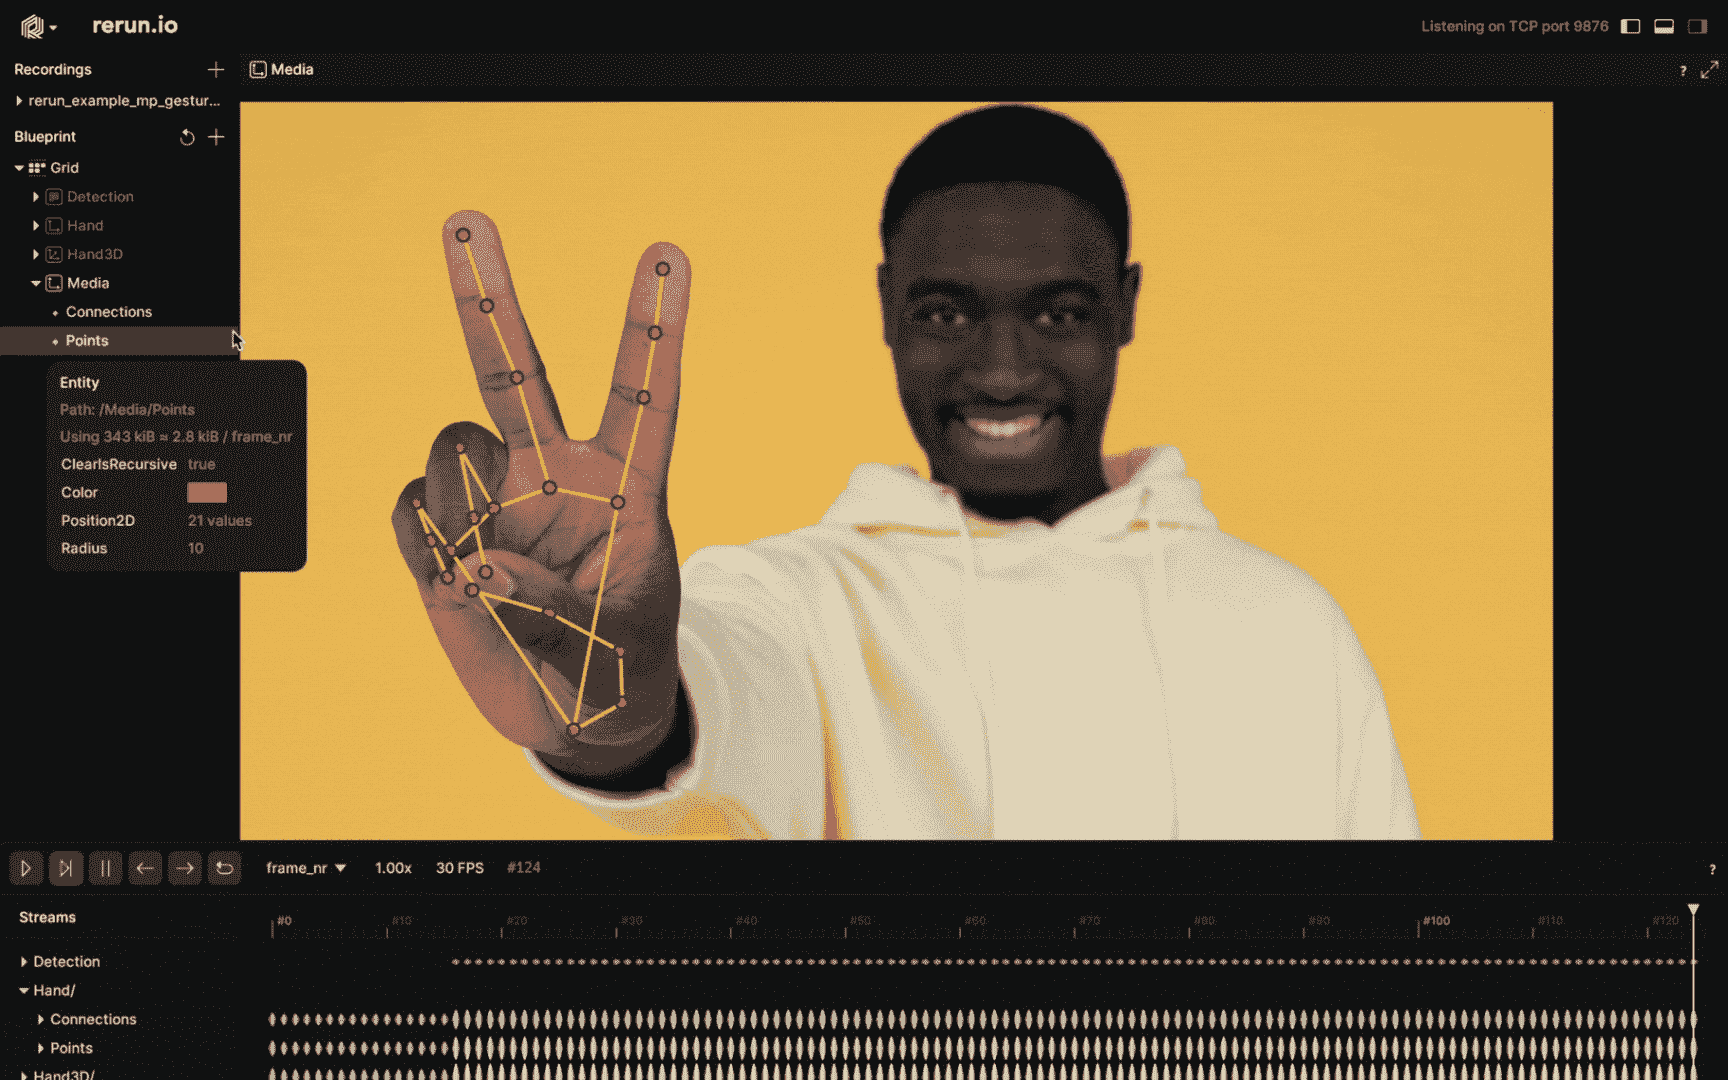 rerun.io
Listening on TCP port 9876
Recordings
rerun_example_mp_gestur...
Blueprint
Grid
Detection
Hand
Hand3D
Media
Connections
Points
Entity
Path: /Media/Points
Using 343 kiB ≈ 2.8 kiB / frame_nr
ClearIsRecursive true
Color
Position2D 21 values
Radius 10
Media
?
frame_nr 1.00x 30 FPS #124
?
Streams
#0 #10 #20 #30 #40 #50 #60 #70 #80 #90 #100 #110 #120
Detection
Hand/
Connections
Points
Hand3D/